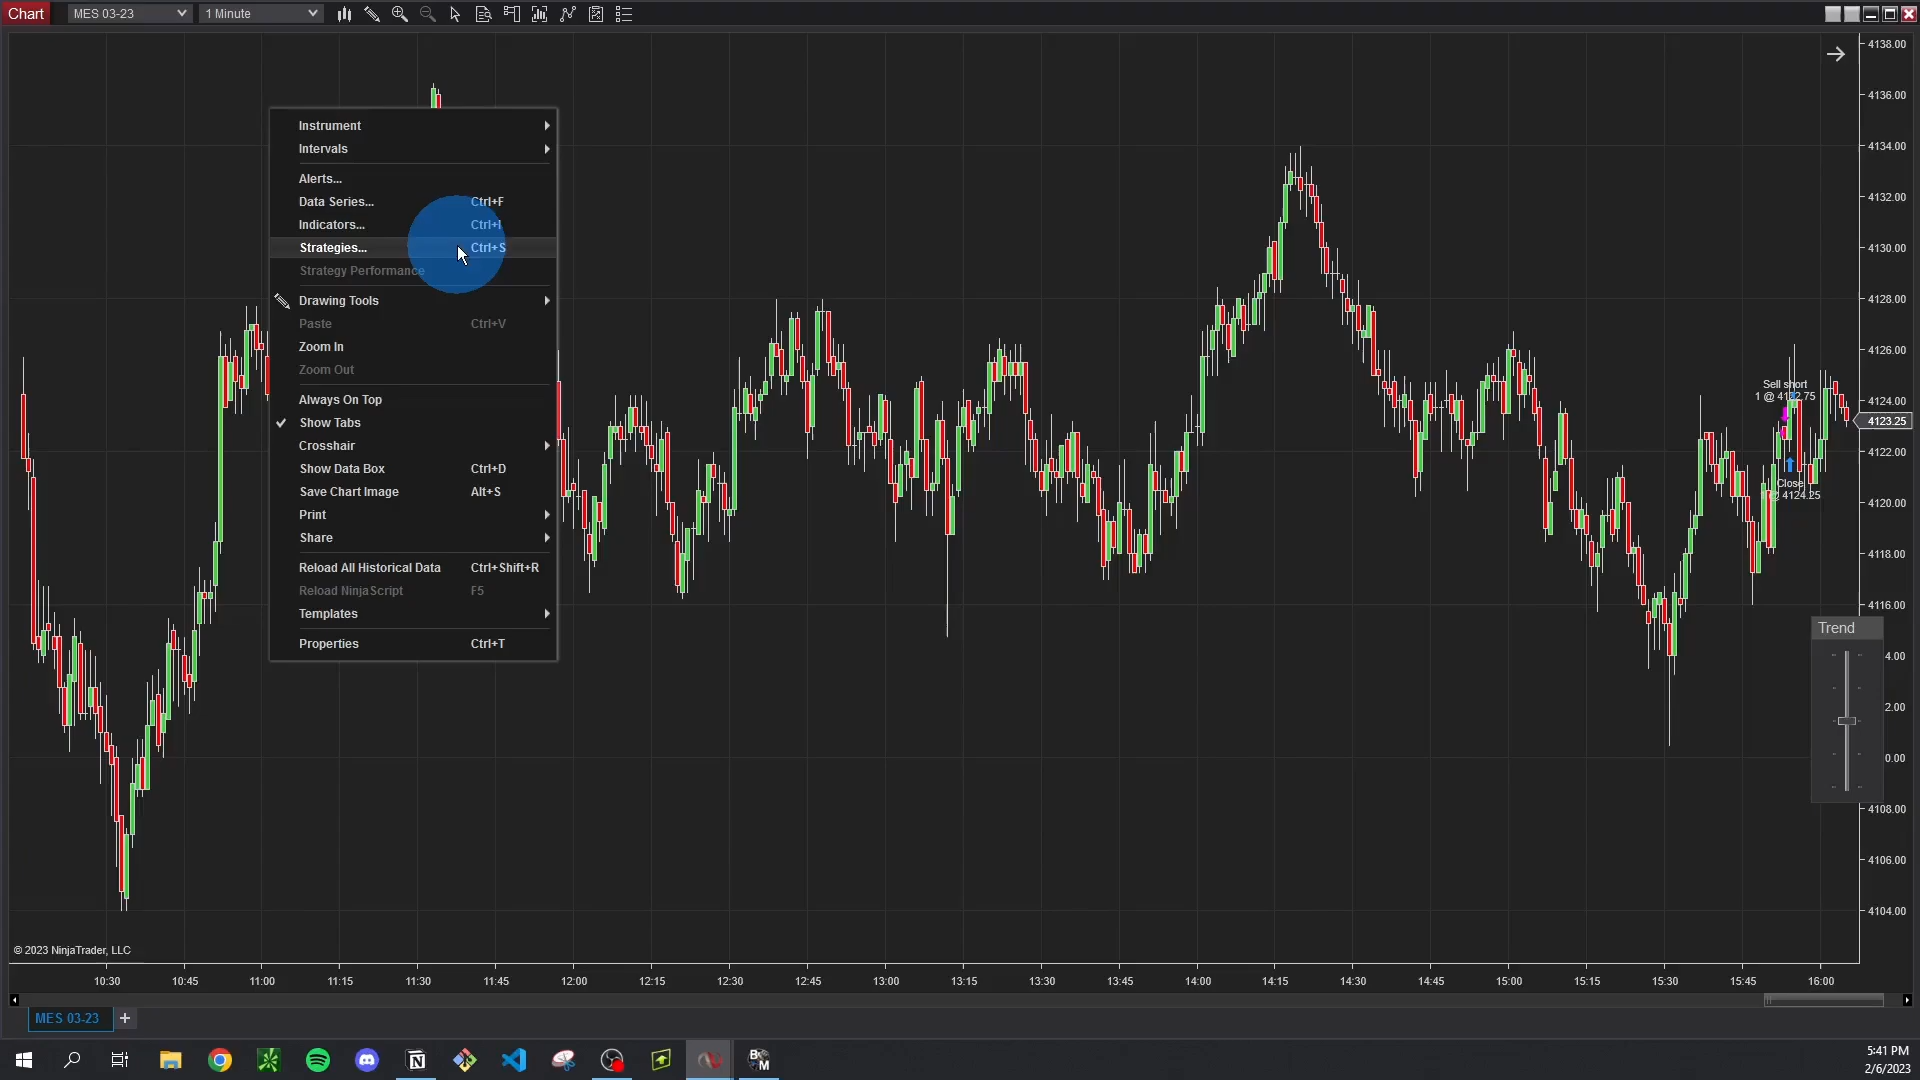 Chart MES 03-23 1 Minute
4138.00
4136.00
4134.00
4132.00
4130.00
4128.00
4126.00
4124.00
4123.25
4122.00
4120.00
4118.00
4116.00
4.00
2.00
0.00
4108.00
4106.00
4104.00
Instrument
Intervals
Alerts...
Data Series... Ctrl+F
Indicators... Ctrl+I
Strategies... Ctrl+S
Strategy Performance
Drawing Tools
Paste Ctrl+V
Zoom In
Zoom Out
Always On Top
Show Tabs
Crosshair
Show Data Box Ctrl+D
Save Chart Image Alt+S
Print
Share
Reload All Historical Data Ctrl+Shift+R
Reload NinjaScript F5
Templates
Properties Ctrl+T
Sell short
1 @ 4122.75
Close
1 @ 4124.25
Trend
© 2023 NinjaTrader, LLC
10:30 10:45 11:00 11:15 11:30 11:45 12:00 12:15 12:30 12:45 13:00 13:15 13:30 13:45 14:00 14:15 14:30 14:45 15:00 15:15 15:30 15:45 16:00
MES 03-23 +
B
M
5:41 PM
2/6/2023